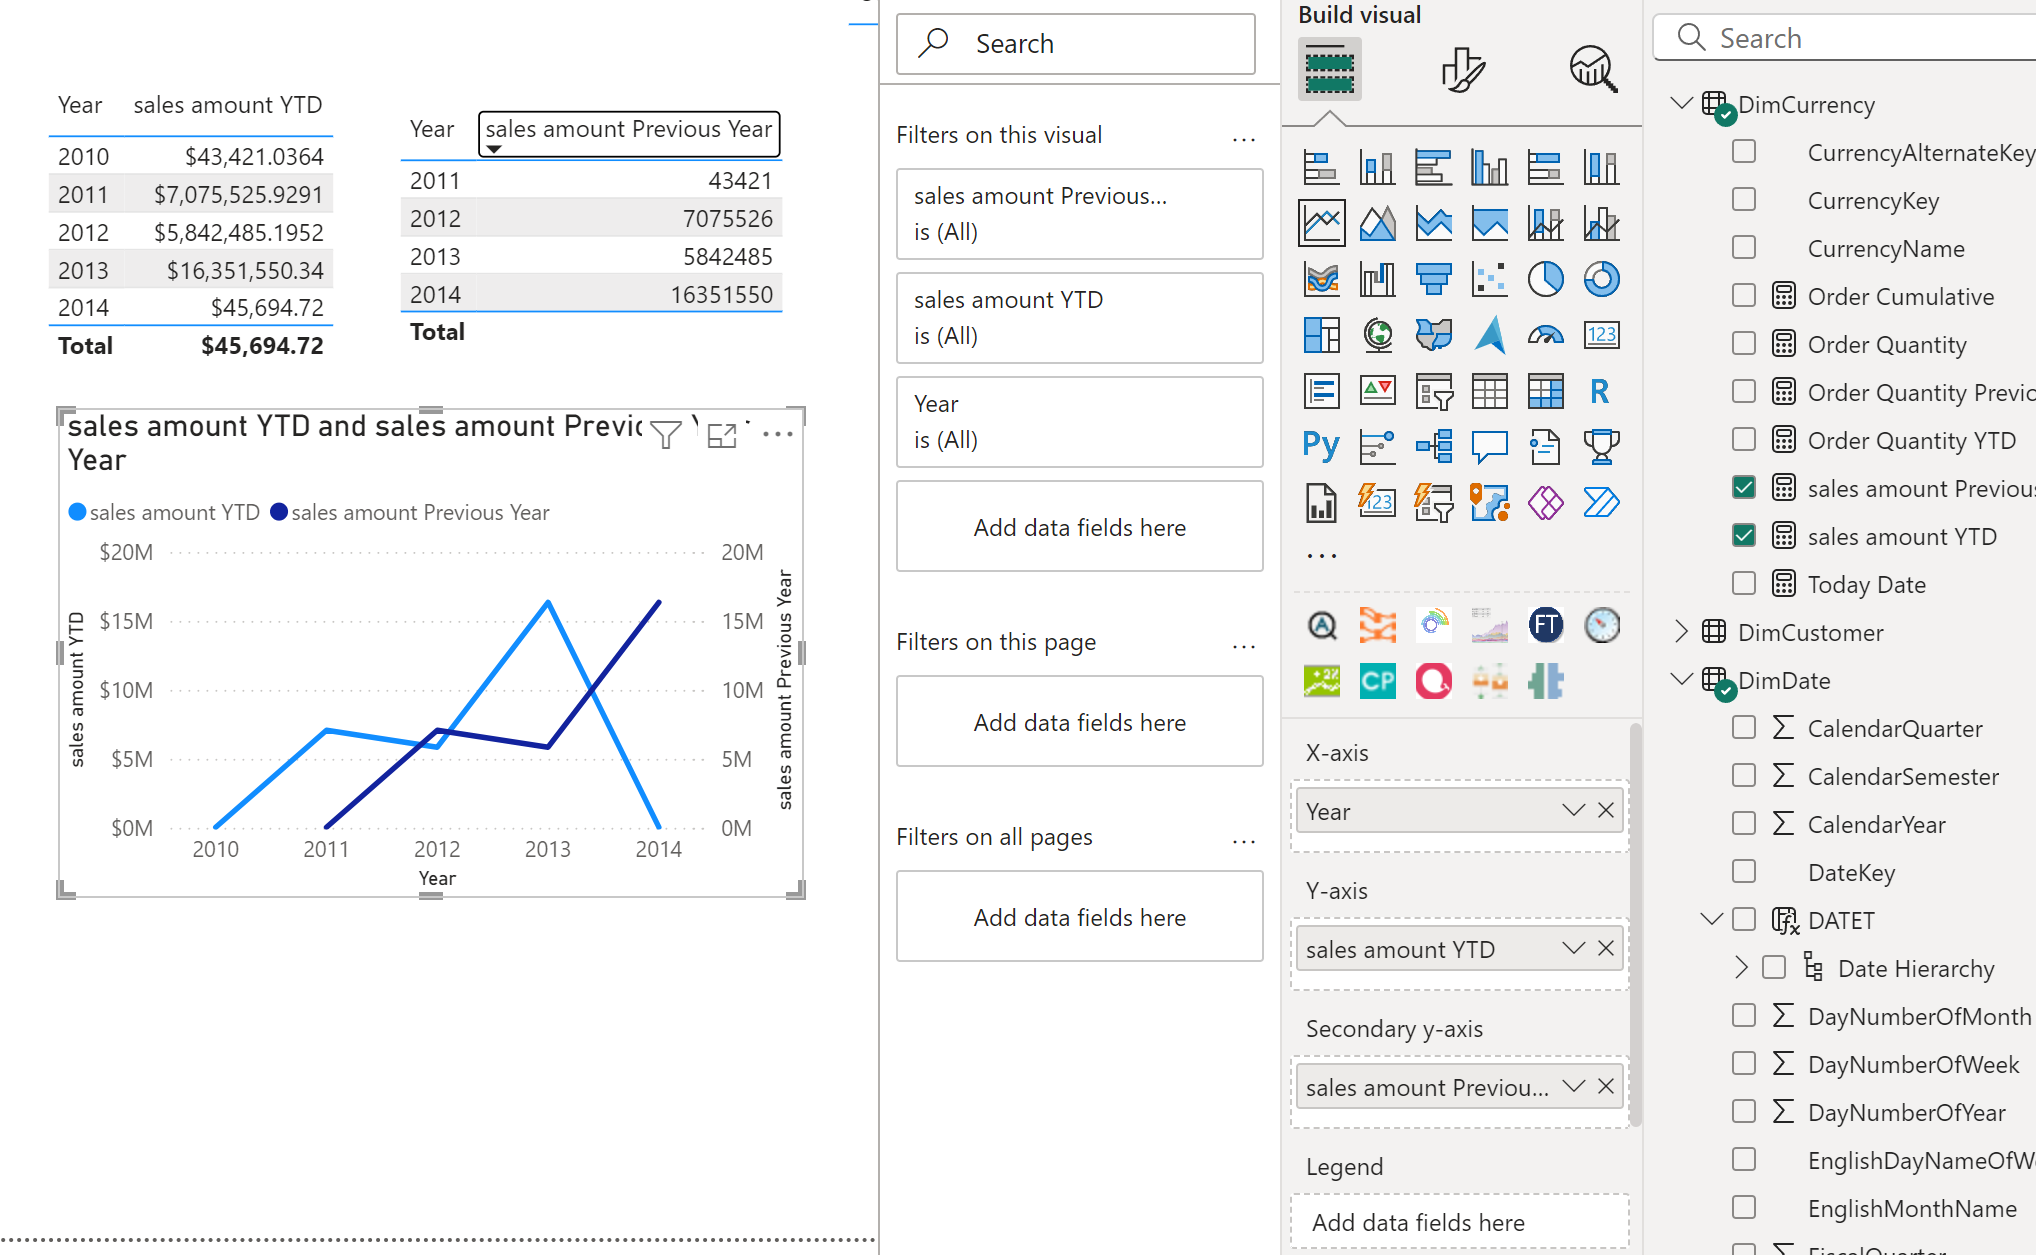 Year sales amount YTD
2010 $43,421.0364
2011 $7,075,525.9291
2012 $5,842,485.1952
2013 $16,351,550.34
2014 $45,694.72
Total $45,694.72
Year sales amount Previous Year
2011 43421
2012 7075526
2013 5842485
2014 16351550
Total
sales amount YTD and sales amount Previc
Year
sales amount YTD sales amount Previous Year
$20M 20M
$15M 15M
$10M 10M
$5M 5M
$0M 0M
sales amount YTD
sales amount Previous Year
2010 2011 2012 2013 2014
Year
Search
Filters on this visual ...
sales amount Previous...
is (All)
sales amount YTD
is (All)
Year
is (All)
Add data fields here
Filters on this page ...
Add data fields here
Filters on all pages ...
Add data fields here
Build visual
123
R
Py
123
...
FT
+2%
CP
X-axis
Year
Y-axis
sales amount YTD
Secondary y-axis
sales amount Previou...
Legend
Add data fields here
Search
DimCurrency
CurrencyAlternateKey
CurrencyKey
CurrencyName
Order Cumulative
Order Quantity
Order Quantity Previo
Order Quantity YTD
sales amount Previous
sales amount YTD
Today Date
DimCustomer
DimDate
CalendarQuarter
CalendarSemester
CalendarYear
DateKey
DATET
Date Hierarchy
DayNumberOfMonth
DayNumberOfWeek
DayNumberOfYear
EnglishDayNameOfW
EnglishMonthName
FiscalQuarter